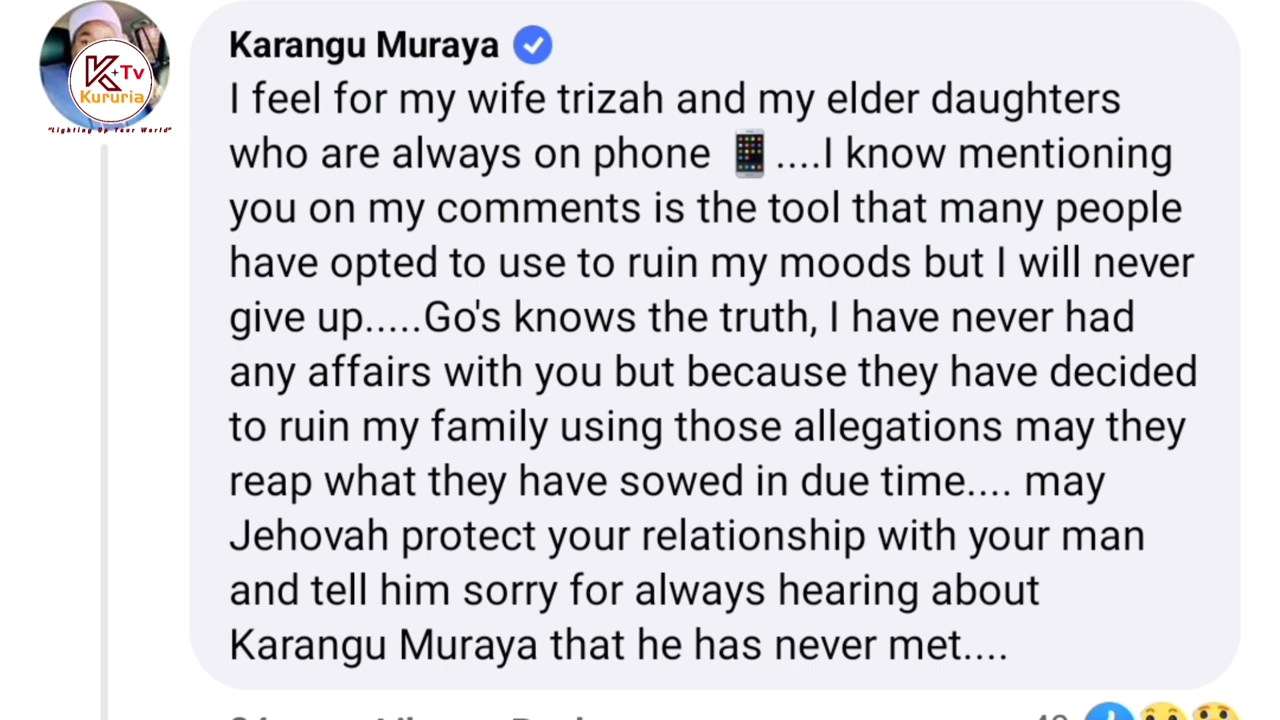 Karangu Muraya
K+Tv
Kururia
"Lighting Up Your World"
I feel for my wife trizah and my elder daughters
who are always on phone 📱....I know mentioning
you on my comments is the tool that many people
have opted to use to ruin my moods but I will never
give up.....Go's knows the truth, I have never had
any affairs with you but because they have decided
to ruin my family using those allegations may they
reap what they have sowed in due time.... may
Jehovah protect your relationship with your man
and tell him sorry for always hearing about
Karangu Muraya that he has never met....